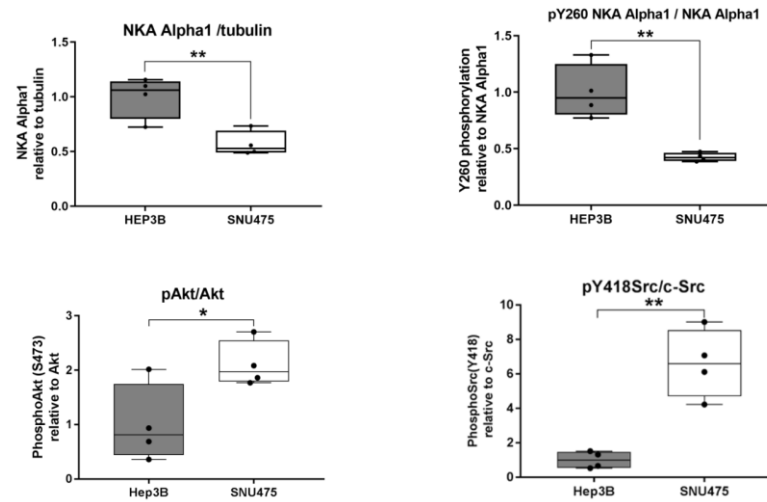 NKA Alpha1 /tubulin
**
NKA Alpha1
relative to tubulin
1.5
1.0
0.5
0.0
HEP3B SNU475
pY260 NKA Alpha1 / NKA Alpha1
**
Y260 phosphorylation
relative to NKA Alpha1
1.5
1.0
0.5
0.0
HEP3B SNU475
pAkt/Akt
*
PhosphoAkt (S473)
relative to Akt
3
2
1
0
Hep3B SNU475
pY418Src/c-Src
**
PhosphoSrc(Y418)
relative to c-Src
10
8
6
4
2
0
Hep3B SNU475